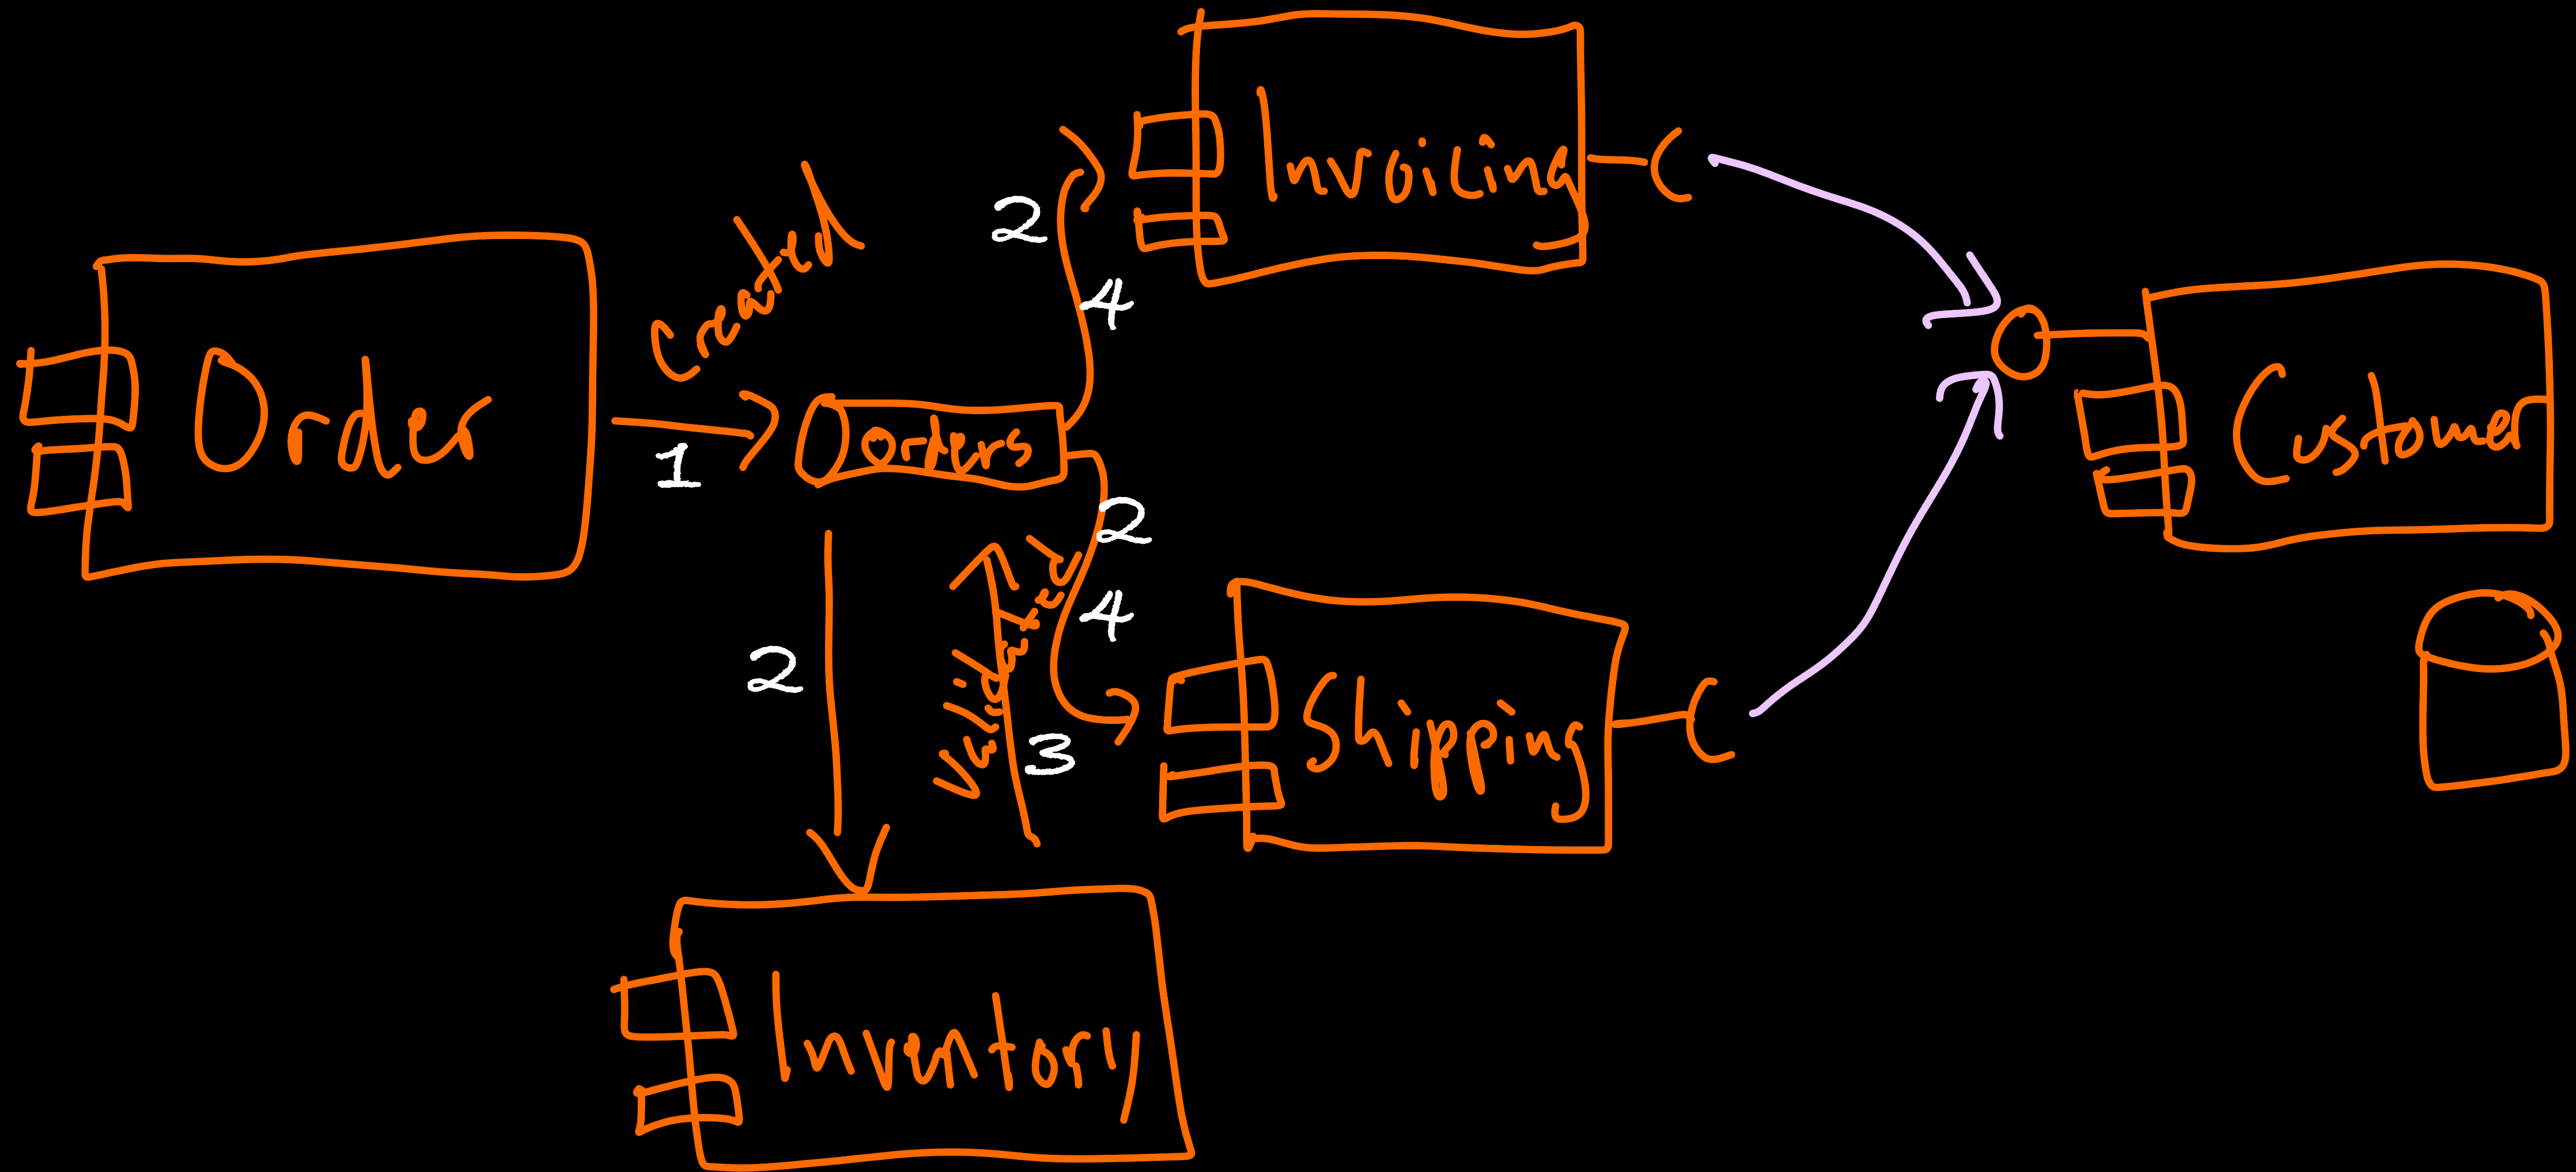 Order
Created
1
Orders
2
4
Invoicing
2
4
Shipping
Customer
2
Validated
3
Inventory